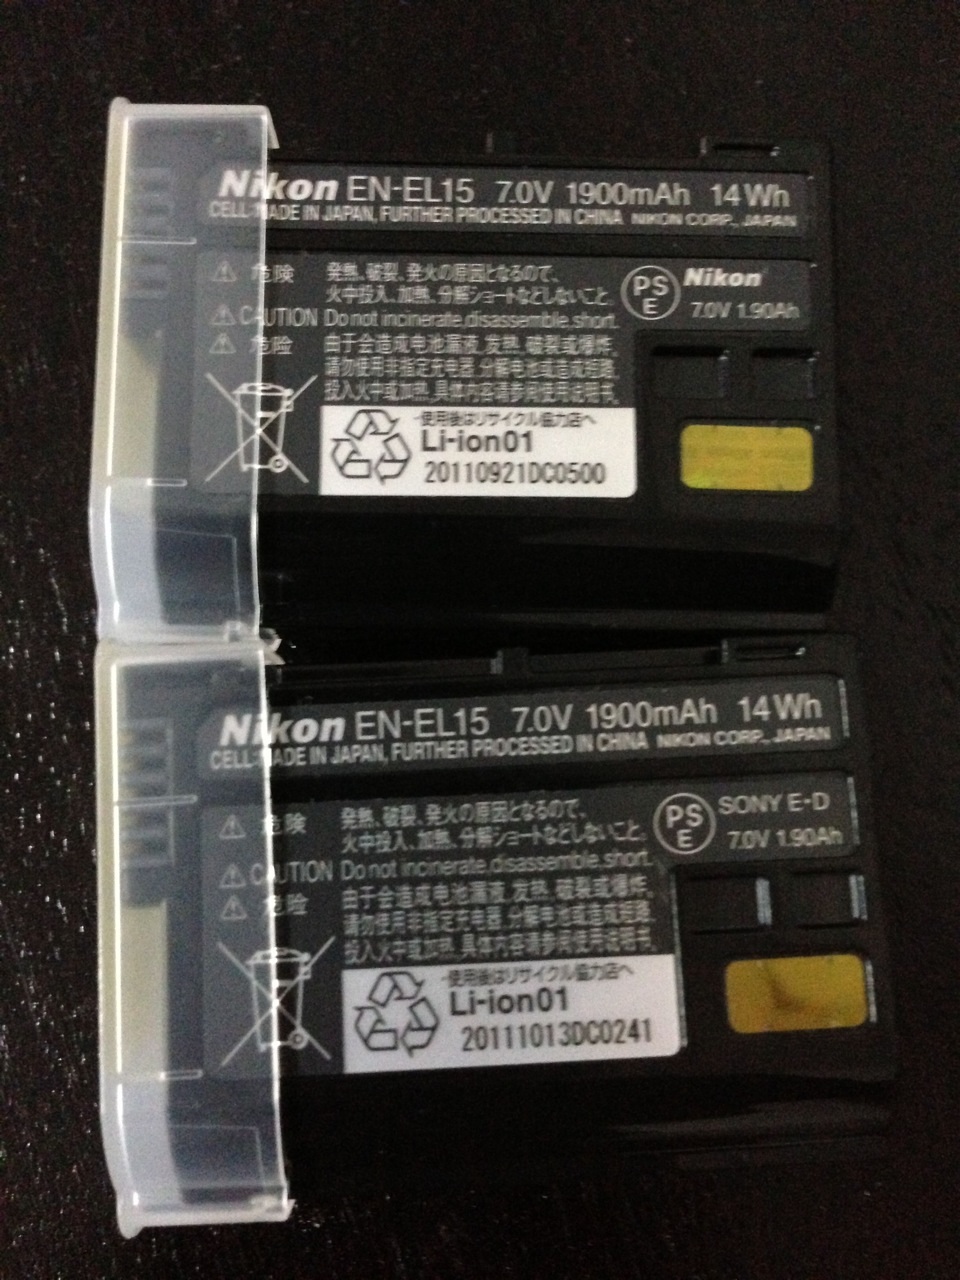 Nikon EN-EL15 7.0V 1900mAh 14Wh
CELL MADE IN JAPAN, FURTHER PROCESSED IN CHINA NIKON CORP., JAPAN
危険 発熱、破裂、発火の原因となるので、
火中投入、加熱、分解ショートなどしないこと。
PS
E
Nikon
7.0V 1.90Ah
CAUTION Do not incinerate,disassemble,short.
危险 由于会造成电池漏液,发热,破裂或爆炸,
请勿使用非指定充电器,分解电池或造成短路,
投入火中或加热,具体内容请参阅使用说明书.
使用後はリサイクル協力店へ
Li-ion01
20110921DC0500
Nikon EN-EL15 7.0V 1900mAh 14Wh
CELL MADE IN JAPAN, FURTHER PROCESSED IN CHINA NIKON CORP., JAPAN
危険 発熱、破裂、発火の原因となるので、
火中投入、加熱、分解ショートなどしないこと。
PS
E
SONY E·D
7.0V 1.90Ah
CAUTION Do not incinerate,disassemble,short.
危险 由于会造成电池漏液,发热,破裂或爆炸,
请勿使用非指定充电器,分解电池或造成短路,
投入火中或加热,具体内容请参阅使用说明书.
使用後はリサイクル協力店へ
Li-ion01
20111013DC0241